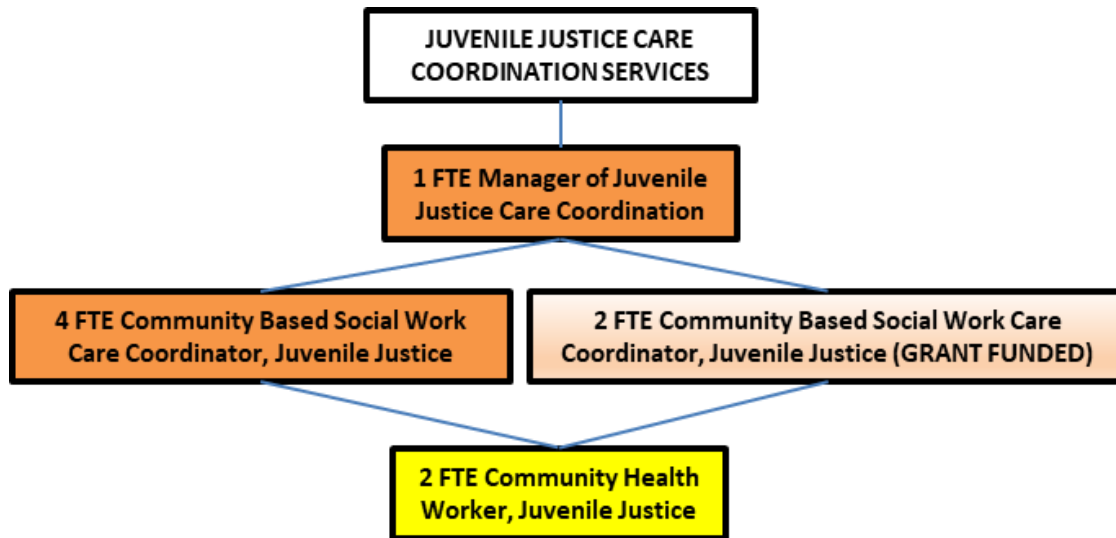 JUVENILE JUSTICE CARE
COORDINATION SERVICES
1 FTE Manager of Juvenile
Justice Care Coordination
4 FTE Community Based Social Work
Care Coordinator, Juvenile Justice
2 FTE Community Based Social Work Care
Coordinator, Juvenile Justice (GRANT FUNDED)
2 FTE Community Health
Worker, Juvenile Justice